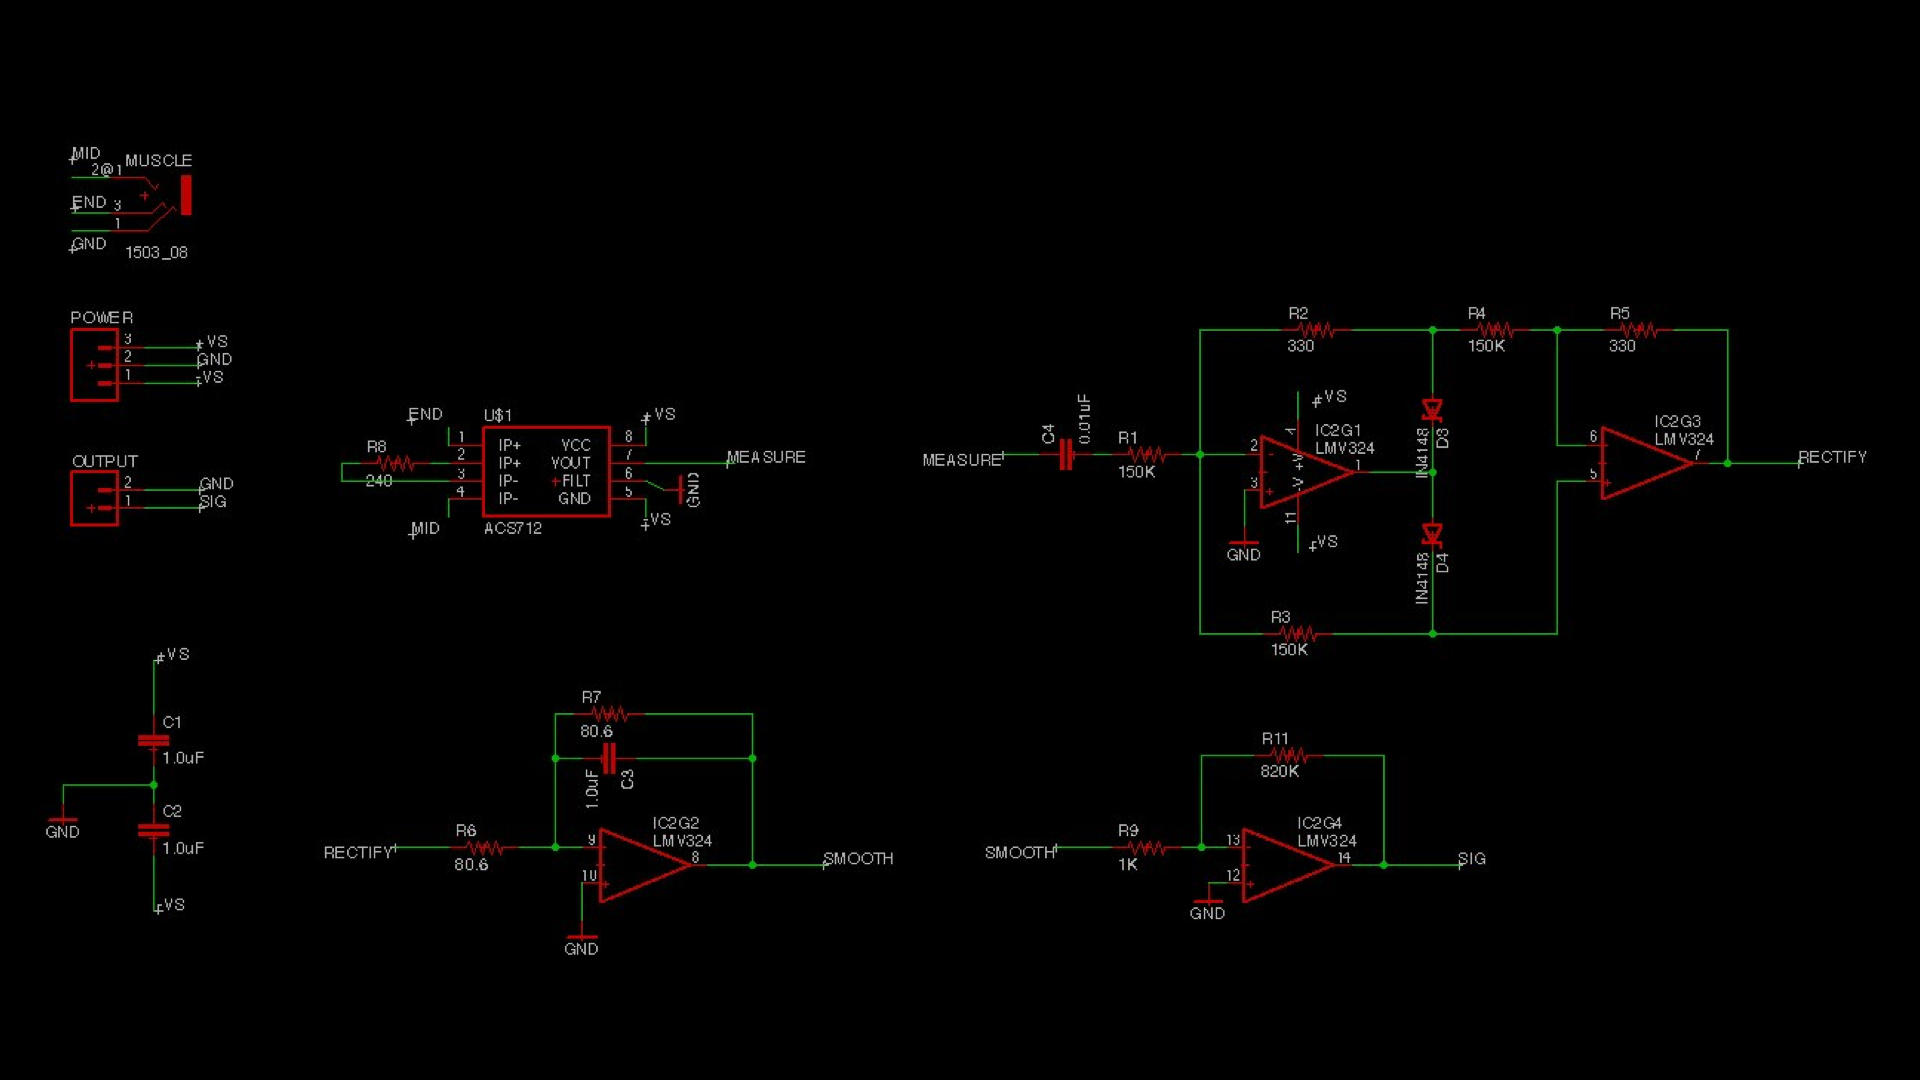 MID
2@1 MUSCLE
END 3
1
GND
1503_08
POWER
3 +VS
2 GND
1 -VS
OUTPUT
2 GND
1 SIG
END U$1 +VS
1 IP+ VCC 8
R8 2 IP+ VOUT 7 MEASURE
240 3 IP- +FILT 6 GND
4 IP- GND 5
MID ACS712 -VS
MEASURE C4 0.01uF R1
150K
R2
330
R4
150K
R5
330
+VS
4
IC2G1
LMV324
2
3
1
-V +V
11
-VS
GND
IN4148 D3
IN4148 D4
R3
150K
IC2G3
LMV324
6
5
7 RECTIFY
+VS
C1
1.0uF
GND
C2
1.0uF
-VS
R7
80.6
1.0uF C3
RECTIFY R6
80.6
IC2G2
LMV324
9
10
8 SMOOTH
GND
R11
820K
SMOOTH R9
1K
IC2G4
LMV324
13
12
14 SIG
GND